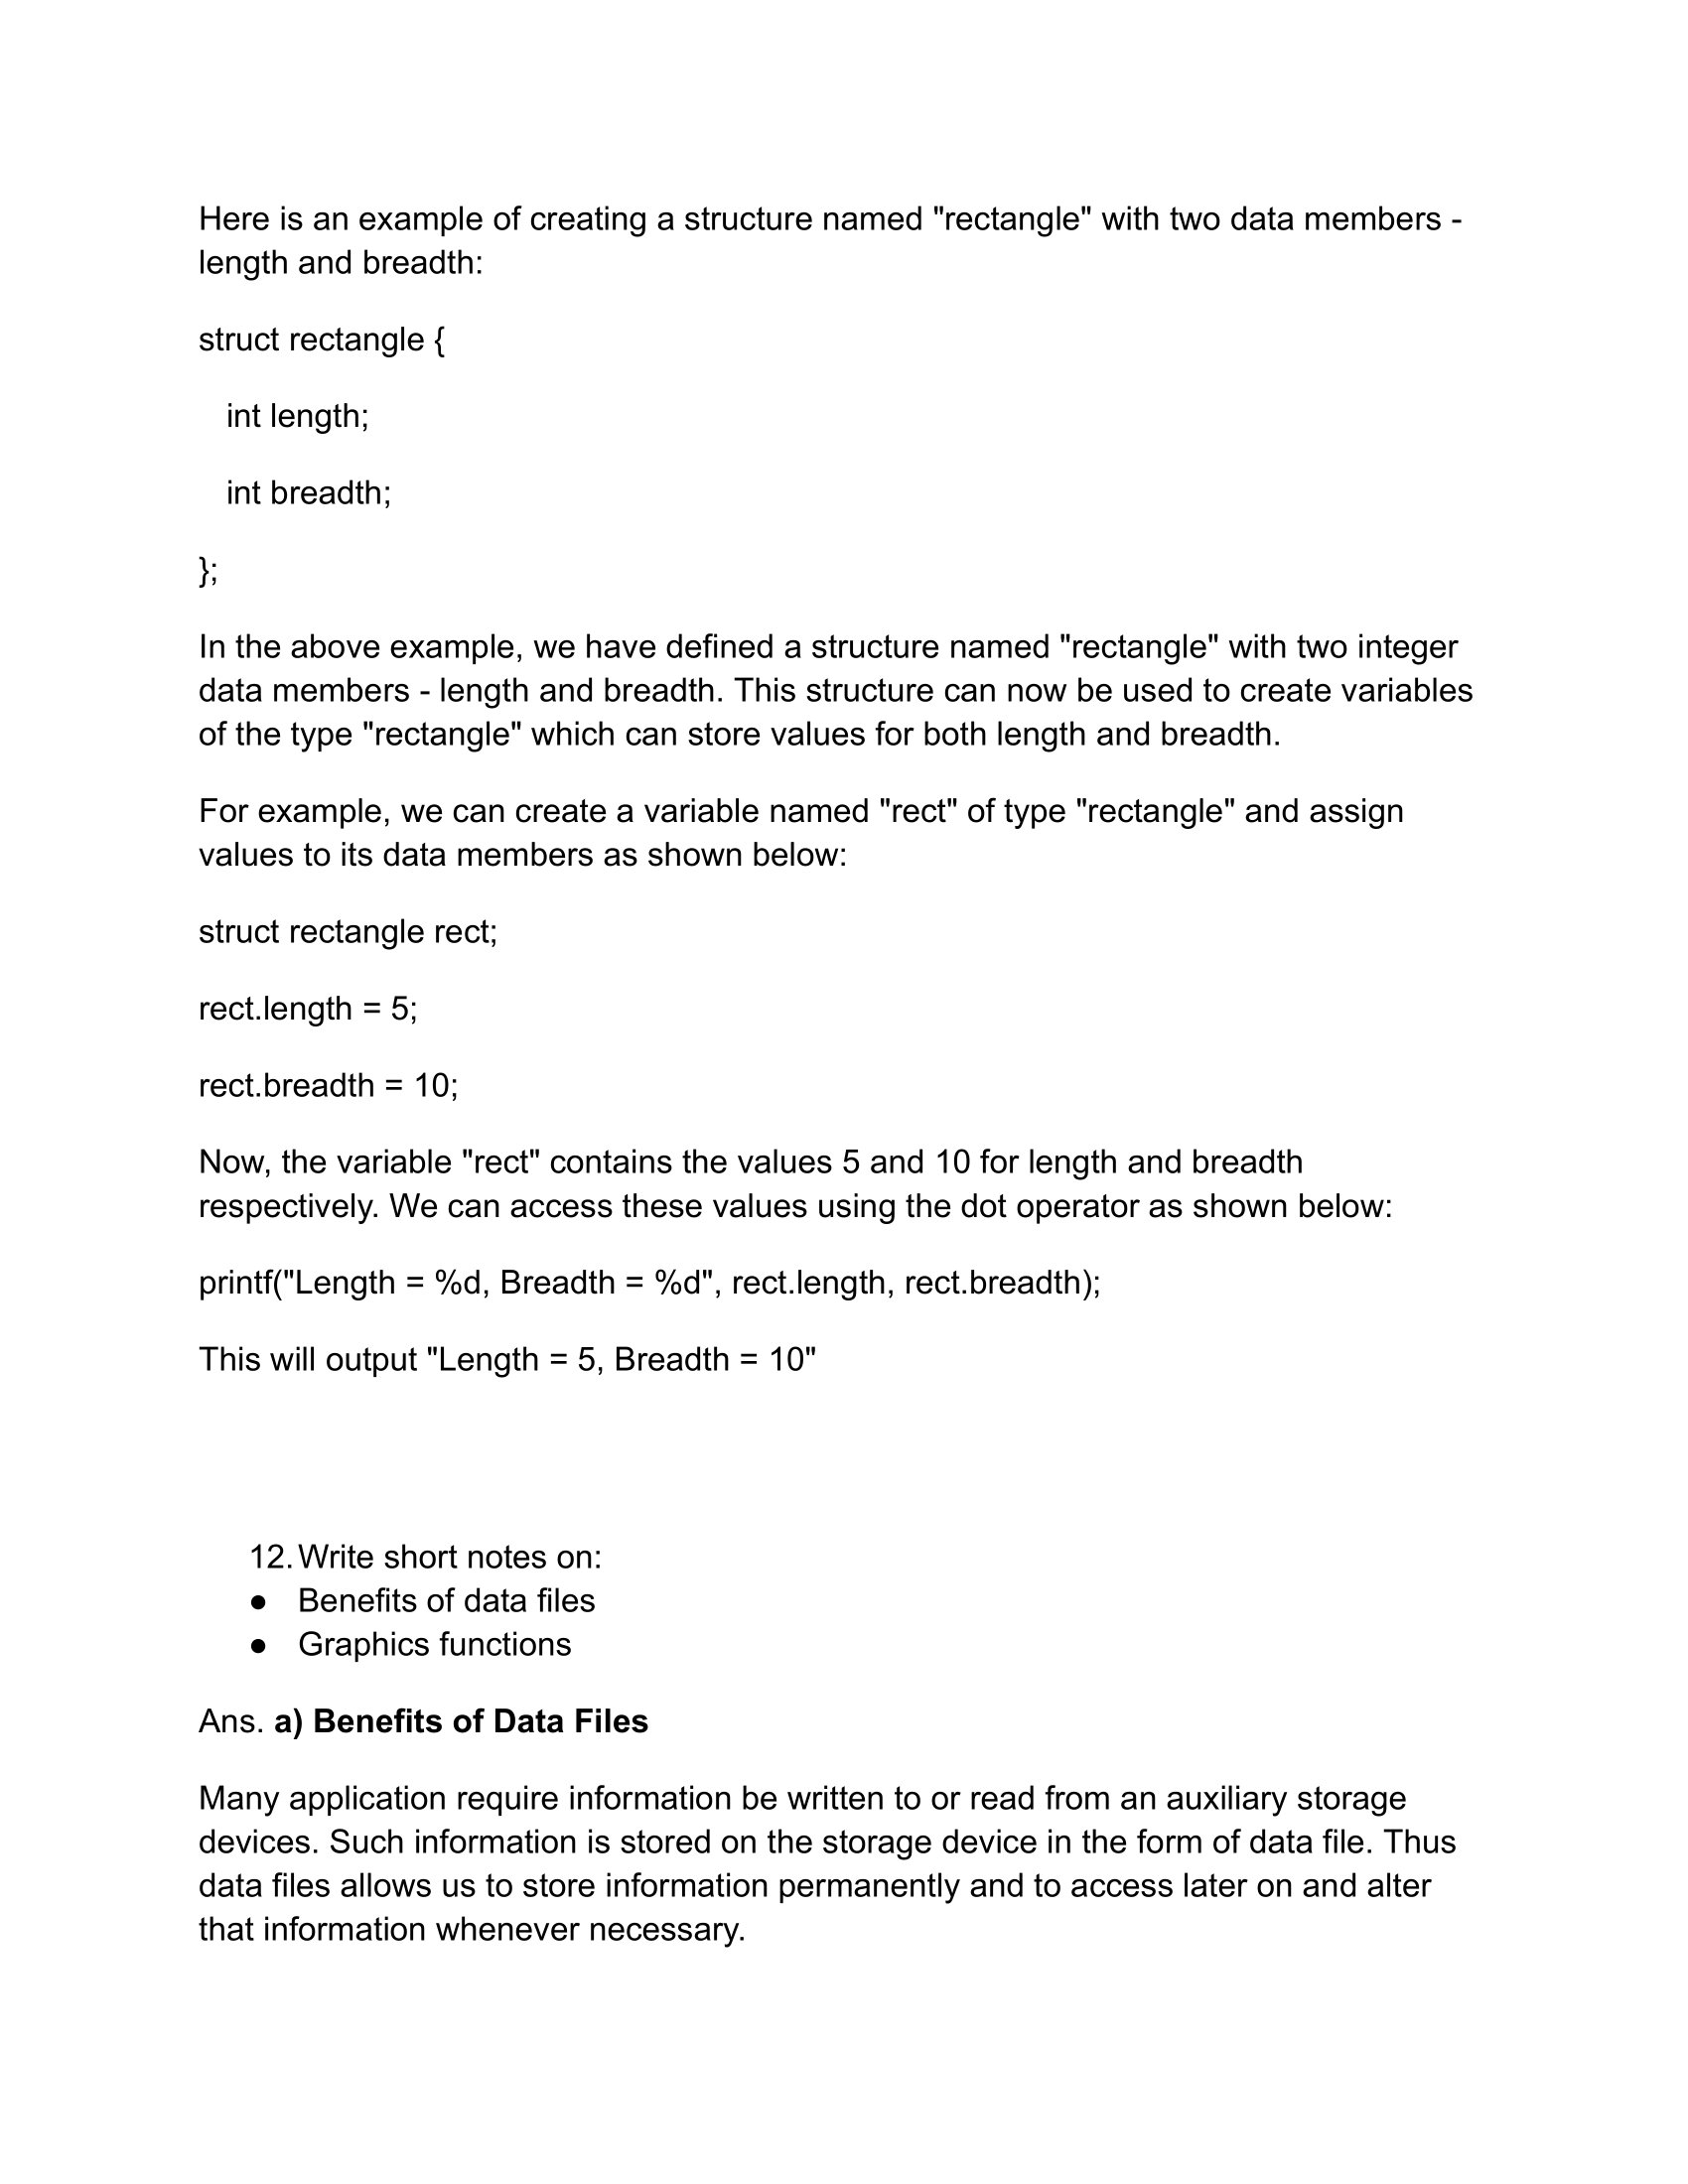 Here is an example of creating a structure named "rectangle" with two data members -
length and breadth:
struct rectangle {
int length;
int breadth;
};
In the above example, we have defined a structure named "rectangle" with two integer
data members - length and breadth. This structure can now be used to create variables
of the type "rectangle" which can store values for both length and breadth.
For example, we can create a variable named "rect" of type "rectangle" and assign
values to its data members as shown below:
struct rectangle rect;
rect.length = 5;
rect.breadth = 10;
Now, the variable "rect" contains the values 5 and 10 for length and breadth
respectively. We can access these values using the dot operator as shown below:
printf("Length = %d, Breadth = %d", rect.length, rect.breadth);
This will output "Length = 5, Breadth = 10"
12. Write short notes on:
● Benefits of data files
● Graphics functions
Ans. a) Benefits of Data Files
Many application require information be written to or read from an auxiliary storage
devices. Such information is stored on the storage device in the form of data file. Thus
data files allows us to store information permanently and to access later on and alter
that information whenever necessary.